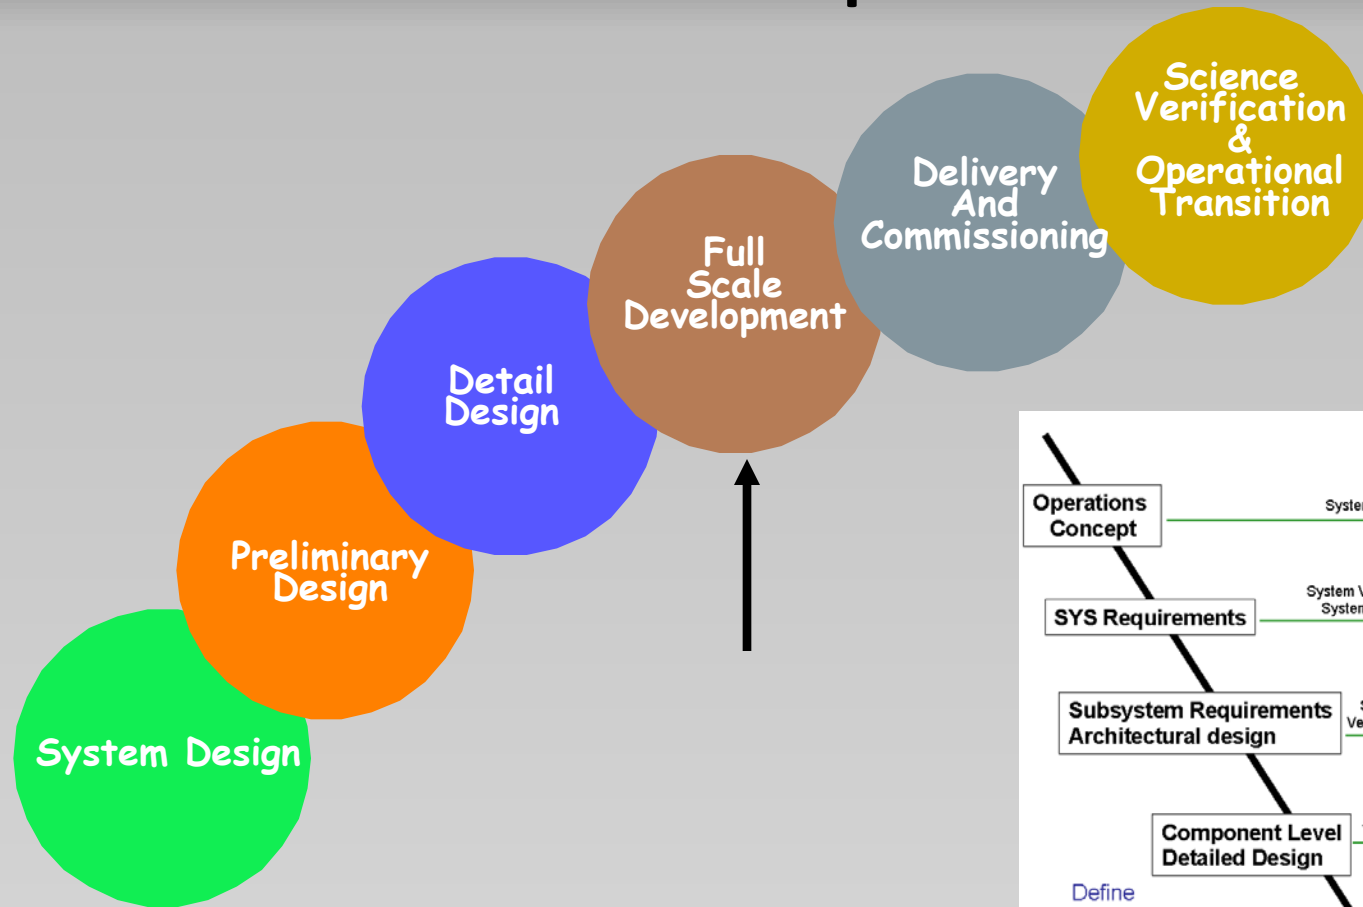 Science
Verification
&
Operational
Transition
Delivery
And
Commissioning
Full
Scale
Development
Detail
Design
Preliminary
Design
System Design
Operations
Concept
SYS Requirements
System
Subsystem Requirements
Architectural design
Component Level
Detailed Design
Define